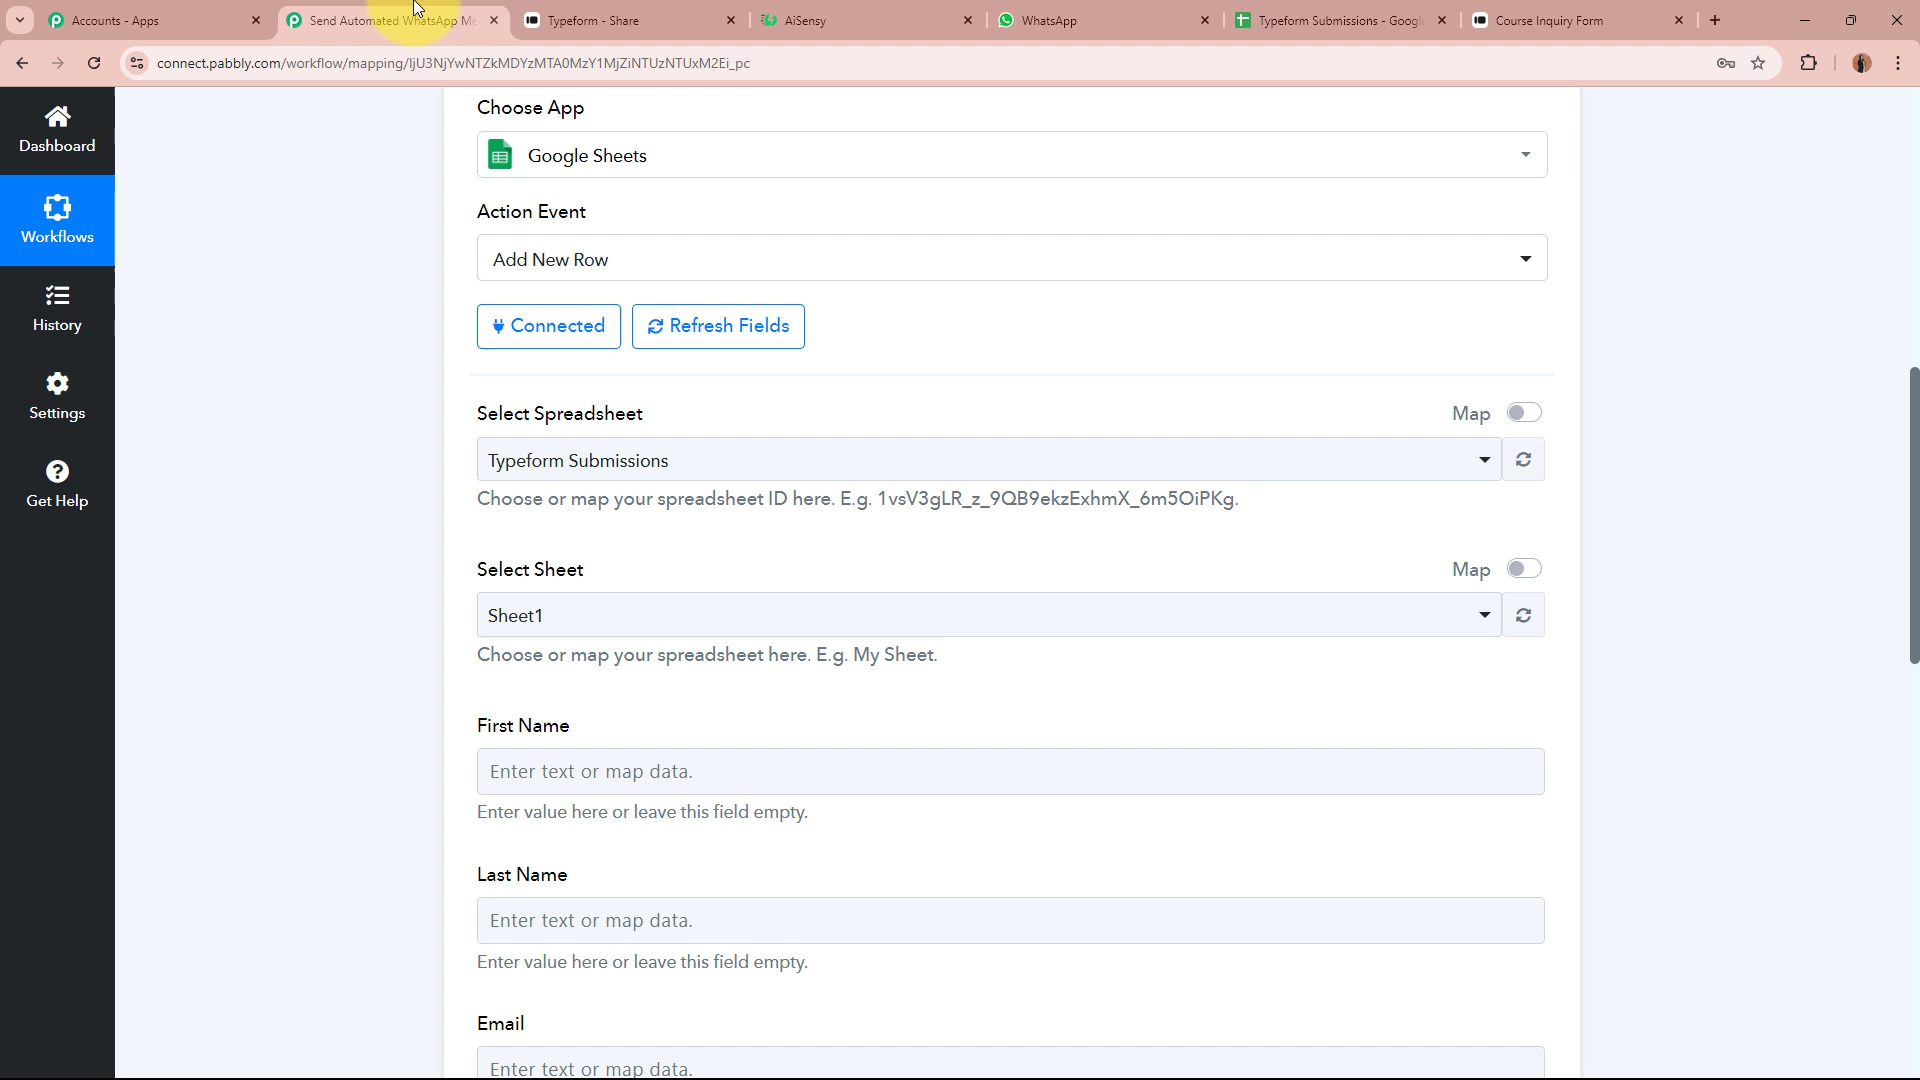 Accounts - Apps
Send Automated WhatsApp Me
Typeform - Share
AiSensy
WhatsApp
Typeform Submissions - Googl
Course Inquiry Form
connect.pabbly.com/workflow/mapping/IjU3NjYwNTZkMDYzMTA0MzY1MjZiNTUzNTUxM2Ei_pc
Dashboard
Workflows
History
Settings
Get Help
Choose App
Google Sheets
Action Event
Add New Row
Connected
Refresh Fields
Select Spreadsheet
Map
Typeform Submissions
Choose or map your spreadsheet ID here. E.g. 1vsV3gLR_z_9QB9ekzExhmX_6m5OiPKg.
Select Sheet
Map
Sheet1
Choose or map your spreadsheet here. E.g. My Sheet.
First Name
Enter text or map data.
Enter value here or leave this field empty.
Last Name
Enter text or map data.
Enter value here or leave this field empty.
Email
Enter text or map data.